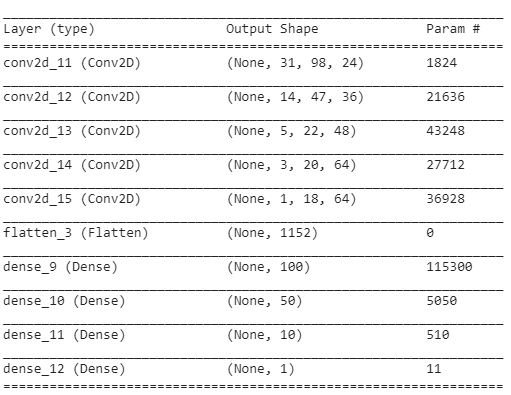 Layer (type) Output Shape Param #
conv2d_11 (Conv2D) (None, 31, 98, 24) 1824
conv2d_12 (Conv2D) (None, 14, 47, 36) 21636
conv2d_13 (Conv2D) (None, 5, 22, 48) 43248
conv2d_14 (Conv2D) (None, 3, 20, 64) 27712
conv2d_15 (Conv2D) (None, 1, 18, 64) 36928
flatten_3 (Flatten) (None, 1152) 0
dense_9 (Dense) (None, 100) 115300
dense_10 (Dense) (None, 50) 5050
dense_11 (Dense) (None, 10) 510
dense_12 (Dense) (None, 1) 11